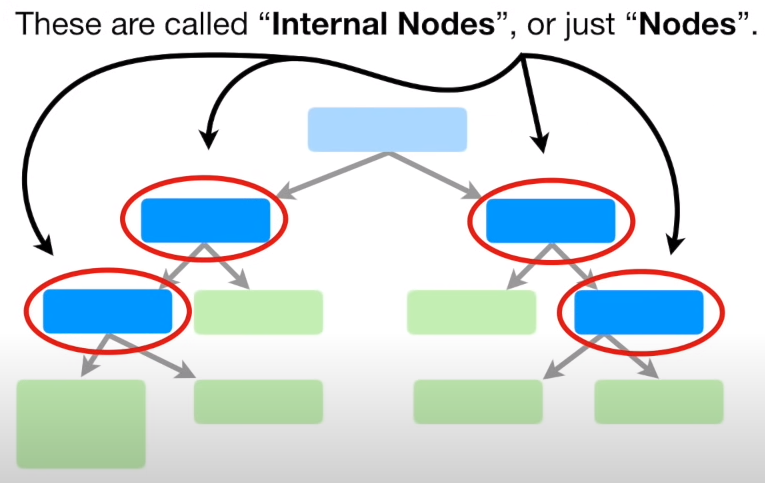 These are called “Internal Nodes”, or just “Nodes”.